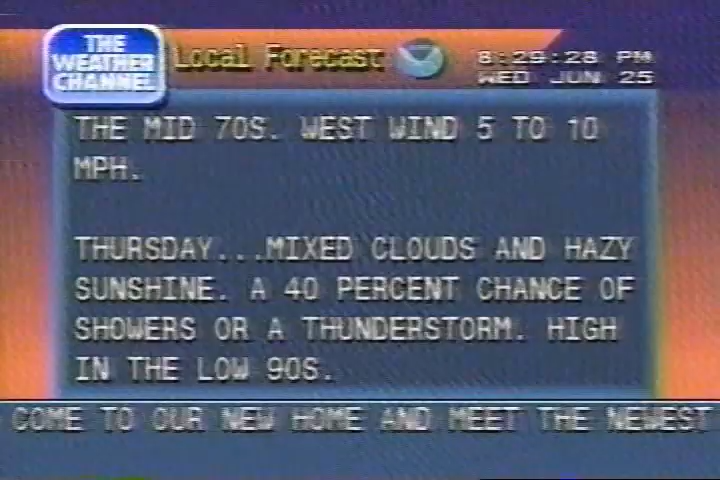 THE
WEATHER
CHANNEL
Local Forecast
8:29:28 PM
WED JUN 25
THE MID 70S. WEST WIND 5 TO 10
MPH.
THURSDAY...MIXED CLOUDS AND HAZY
SUNSHINE. A 40 PERCENT CHANCE OF
SHOWERS OR A THUNDERSTORM. HIGH
IN THE LOW 90S.
COME TO OUR NEW HOME AND MEET THE NEWEST